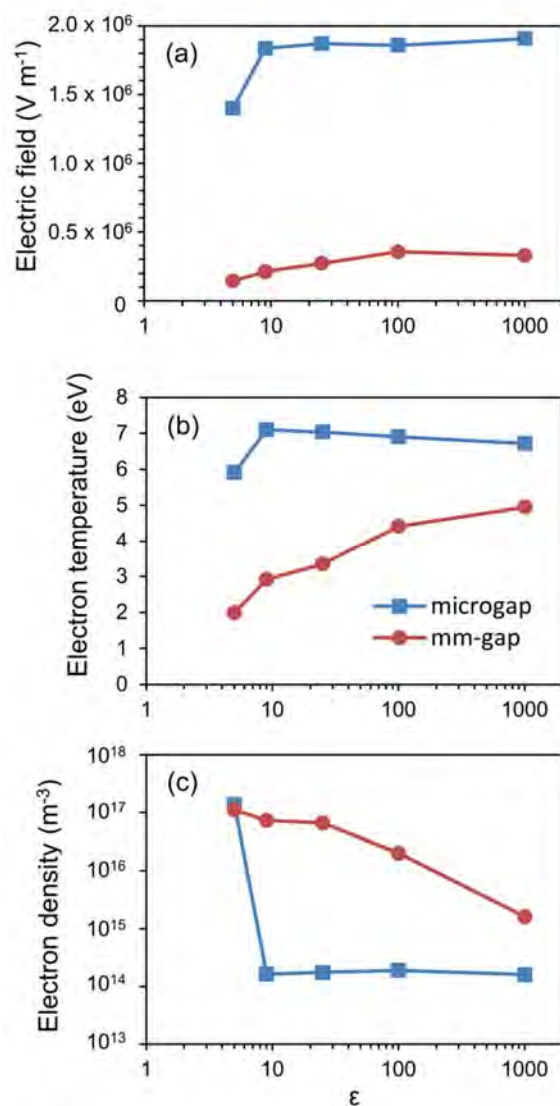 2.0 x 10⁶
(a)
1.5 x 10⁶
1.0 x 10⁶
0.5 x 10⁶
0
Electric field (V m⁻¹)
1 10 100 1000
8
(b)
7
6
5
4
3
2
1
0
Electron temperature (eV)
microgap
mm-gap
1 10 100 1000
10¹⁸
(c)
10¹⁷
10¹⁶
10¹⁵
10¹⁴
10¹³
Electron density (m⁻³)
1 10 100 1000
ε